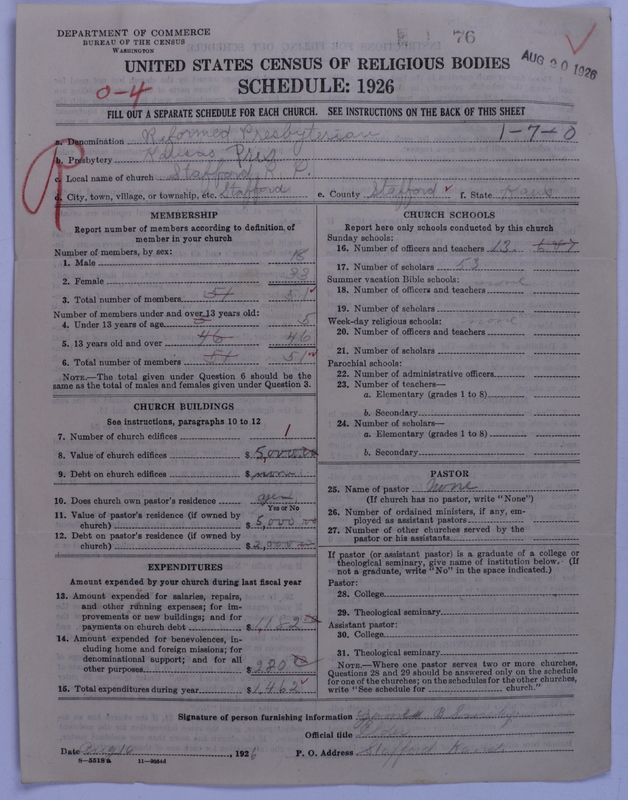 DEPARTMENT OF COMMERCE
BUREAU OF THE CENSUS
WASHINGTON
76
AUG 20 1926
UNITED STATES CENSUS OF RELIGIOUS BODIES
SCHEDULE: 1926
0-4
FILL OUT A SEPARATE SCHEDULE FOR EACH CHURCH. SEE INSTRUCTIONS ON THE BACK OF THIS SHEET
a. Denomination Reformed Presbyterian 1-7-0
b. Presbytery
c. Local name of church Stafford R. P.
d. City, town, village, or township, etc. Stafford e. County Stafford f. State Kans
MEMBERSHIP
Report number of members according to definition of member in your church
Number of members, by sex:
1. Male 18
2. Female 33
3. Total number of members 51 51
Number of members under and over 13 years old:
4. Under 13 years of age 5 5
5. 13 years old and over 46 46
6. Total number of members 51 51
NOTE.—The total given under Question 6 should be the same as the total of males and females given under Question 3.
CHURCH BUILDINGS
See instructions, paragraphs 10 to 12
7. Number of church edifices 1
8. Value of church edifices $ 5,000.00
9. Debt on church edifices $ none
10. Does church own pastor's residence yes
Yes or No
11. Value of pastor's residence (if owned by church) $ 5,000.00
12. Debt on pastor's residence (if owned by church) $ 2,000.00
EXPENDITURES
Amount expended by your church during last fiscal year
13. Amount expended for salaries, repairs, and other running expenses; for improvements or new buildings; and for payments on church debt $ 1,182
14. Amount expended for benevolences, including home and foreign missions; for denominational support; and for all other purposes $
15. Total expenditures during year $ 1,462
CHURCH SCHOOLS
Report here only schools conducted by this church
Sunday schools:
16. Number of officers and teachers 13
17. Number of scholars 53
Summer vacation Bible schools:
18. Number of officers and teachers none
19. Number of scholars
Week-day religious schools: none
20. Number of officers and teachers
21. Number of scholars
Parochial schools:
22. Number of administrative officers
23. Number of teachers—
a. Elementary (grades 1 to 8)
b. Secondary
24. Number of scholars—
a. Elementary (grades 1 to 8)
b. Secondary
PASTOR
25. Name of pastor None
(If church has no pastor, write "None")
26. Number of ordained ministers, if any, employed as assistant pastors
27. Number of other churches served by the pastor or his assistants
If pastor (or assistant pastor) is a graduate of a college or theological seminary, give name of institution below. (If not a graduate, write "No" in the space indicated.)
Pastor:
28. College
29. Theological seminary
Assistant pastor:
30. College
31. Theological seminary
NOTE.—Where one pastor serves two or more churches, Questions 28 and 29 should be answered only on the schedule for one of the churches; on the schedules for the other churches, write "See schedule for church."
Signature of person furnishing information
Official title
Date Aug 16, 1926 P. O. Address Stafford Kansas